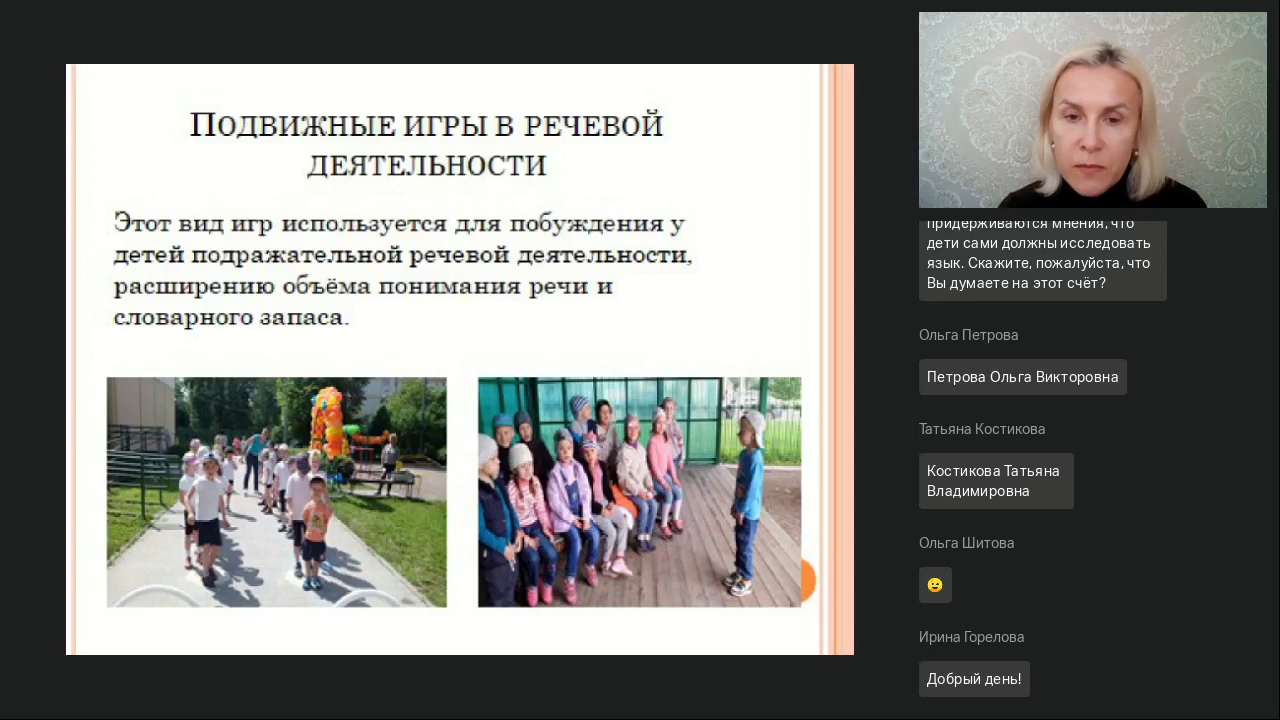 ПОДВИЖНЫЕ ИГРЫ В РЕЧЕВОЙ
ДЕЯТЕЛЬНОСТИ
Этот вид игр используется для побуждения у
детей подражательной речевой деятельности,
расширению объёма понимания речи и
словарного запаса.
придерживаются мнения, что
дети сами должны исследовать
язык. Скажите, пожалуйста, что
Вы думаете на этот счёт?
Ольга Петрова
Петрова Ольга Викторовна
Татьяна Костикова
Костикова Татьяна
Владимировна
Ольга Шитова
😉
Ирина Горелова
Добрый день!